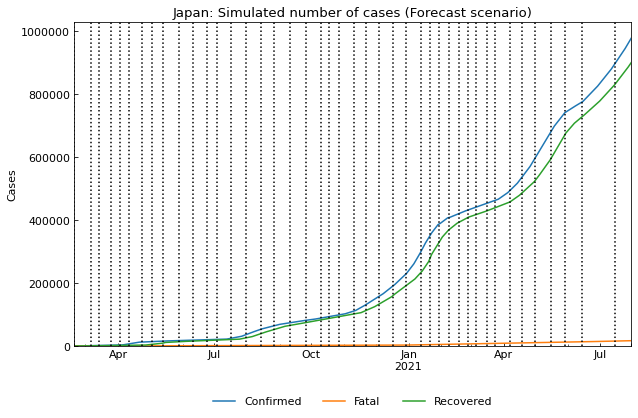 Japan: Simulated number of cases (Forecast scenario)
1000000
800000
600000
400000
200000
0
Cases
Apr Jul Oct Jan Apr Jul
2021
Confirmed Fatal Recovered